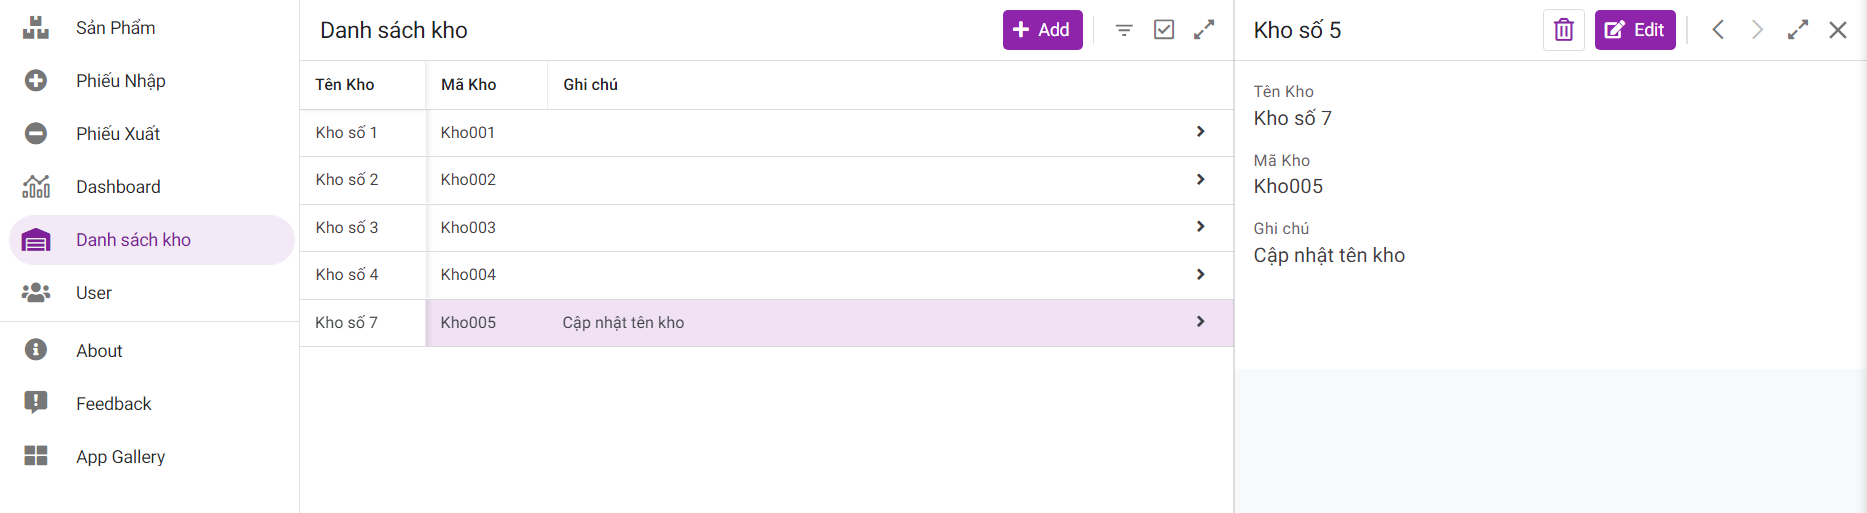 Sản Phẩm
Phiếu Nhập
Phiếu Xuất
Dashboard
Danh sách kho
User
About
Feedback
App Gallery
Danh sách kho
Add
Tên Kho Mã Kho Ghi chú
Kho số 1 Kho001
Kho số 2 Kho002
Kho số 3 Kho003
Kho số 4 Kho004
Kho số 7 Kho005 Cập nhật tên kho
Kho số 5
Edit
Tên Kho
Kho số 7
Mã Kho
Kho005
Ghi chú
Cập nhật tên kho